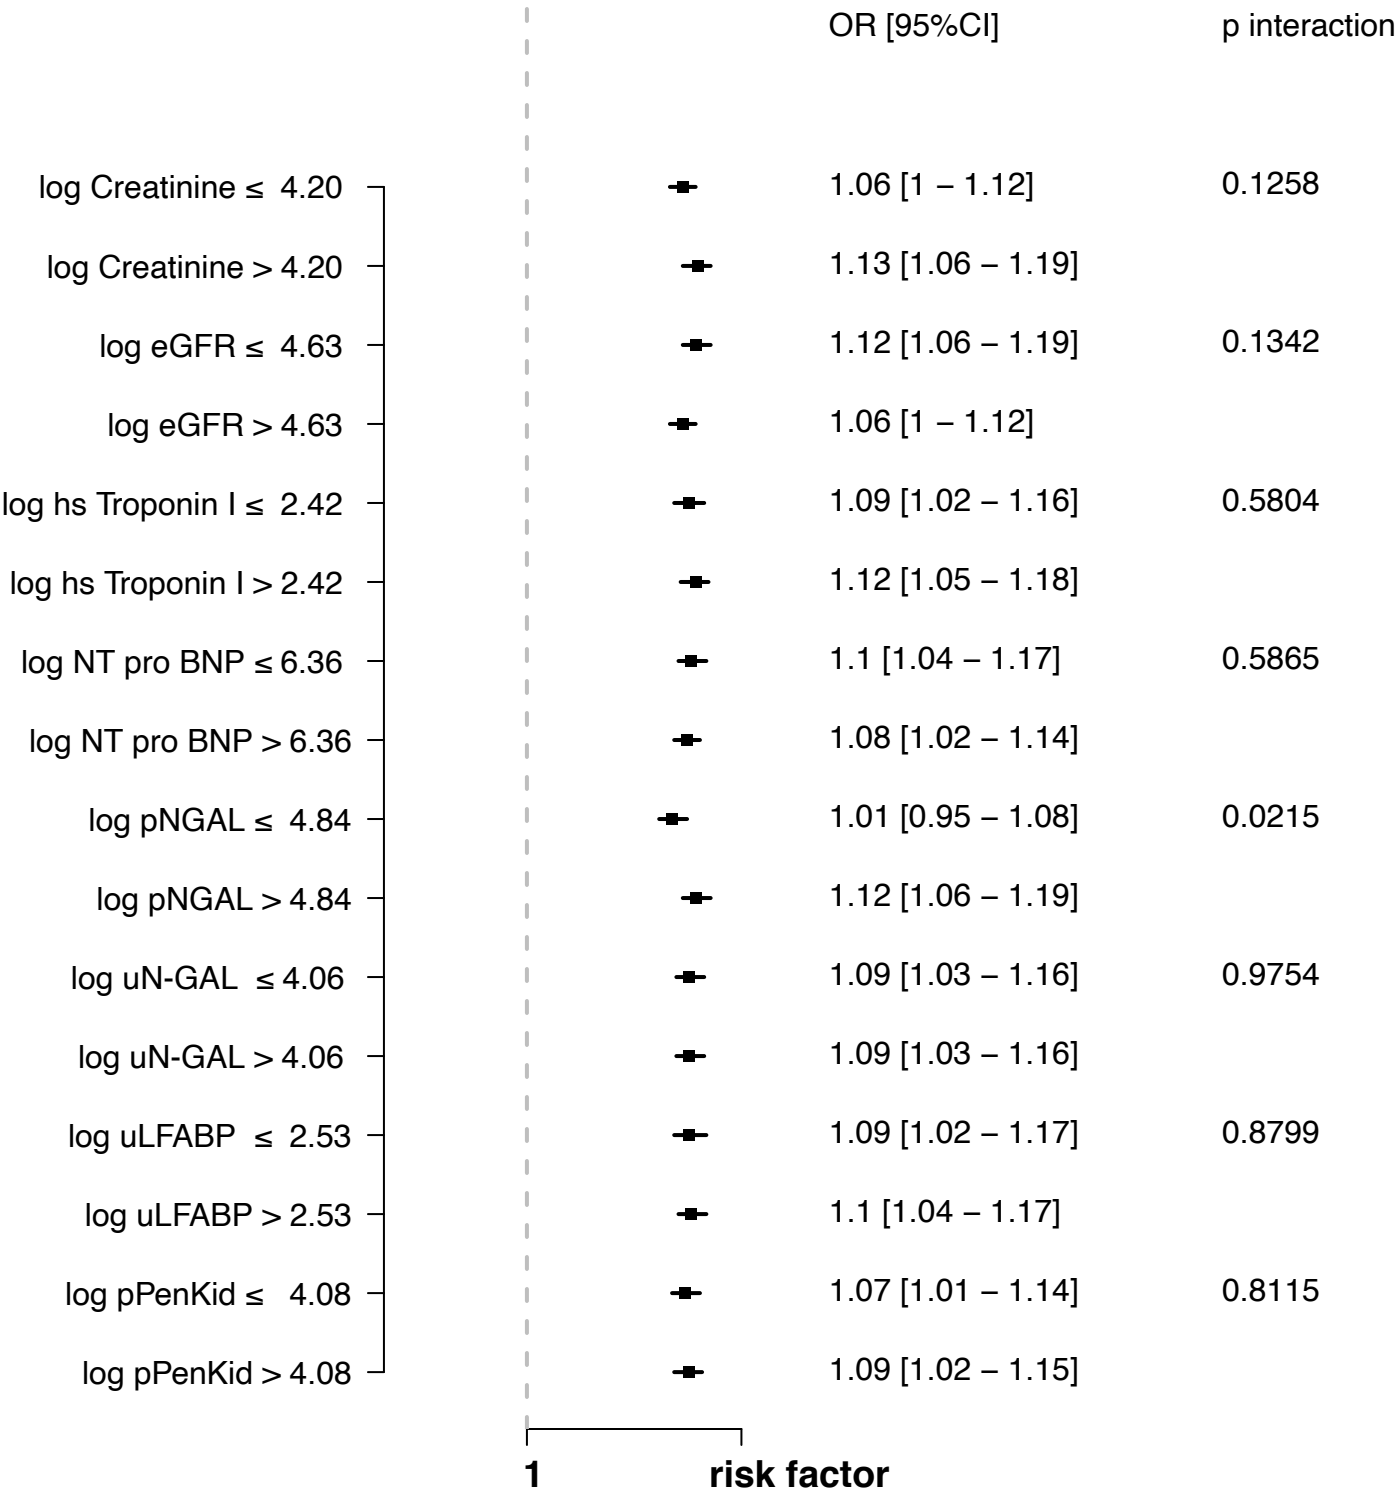 OR [95%CI] p interaction
log Creatinine ≤ 4.20 1.06 [1 – 1.12] 0.1258
log Creatinine > 4.20 1.13 [1.06 – 1.19]
log eGFR ≤ 4.63 1.12 [1.06 – 1.19] 0.1342
log eGFR > 4.63 1.06 [1 – 1.12]
log hs Troponin I ≤ 2.42 1.09 [1.02 – 1.16] 0.5804
log hs Troponin I > 2.42 1.12 [1.05 – 1.18]
log NT pro BNP ≤ 6.36 1.1 [1.04 – 1.17] 0.5865
log NT pro BNP > 6.36 1.08 [1.02 – 1.14]
log pNGAL ≤ 4.84 1.01 [0.95 – 1.08] 0.0215
log pNGAL > 4.84 1.12 [1.06 – 1.19]
log uN-GAL ≤ 4.06 1.09 [1.03 – 1.16] 0.9754
log uN-GAL > 4.06 1.09 [1.03 – 1.16]
log uLFABP ≤ 2.53 1.09 [1.02 – 1.17] 0.8799
log uLFABP > 2.53 1.1 [1.04 – 1.17]
log pPenKid ≤ 4.08 1.07 [1.01 – 1.14] 0.8115
log pPenKid > 4.08 1.09 [1.02 – 1.15]
1 risk factor